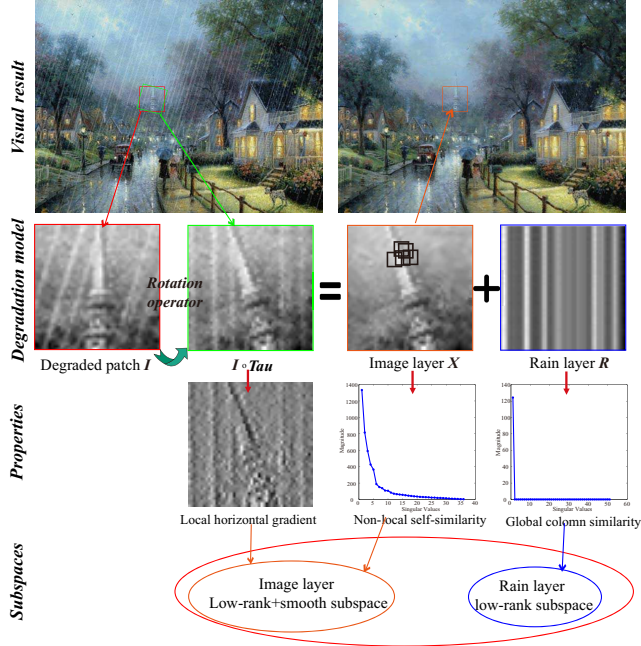 Visual result
Degradation model
Rotation
operator
=
+
Degraded patch I
I ∘ Tau
Image layer X
Rain layer R
Properties
1400
1200
1000
800
600
400
200
0
Magnitude
0 5 10 15 20 25 30 35 40
Singular Values
140
120
100
80
60
40
20
0
Magnitude
0 10 20 30 40 50 60
Singular Values
Local horizontal gradient
Non-local self-similarity
Global colomn similarity
Subspaces
Image layer
Low-rank+smooth subspace
Rain layer
low-rank subspace